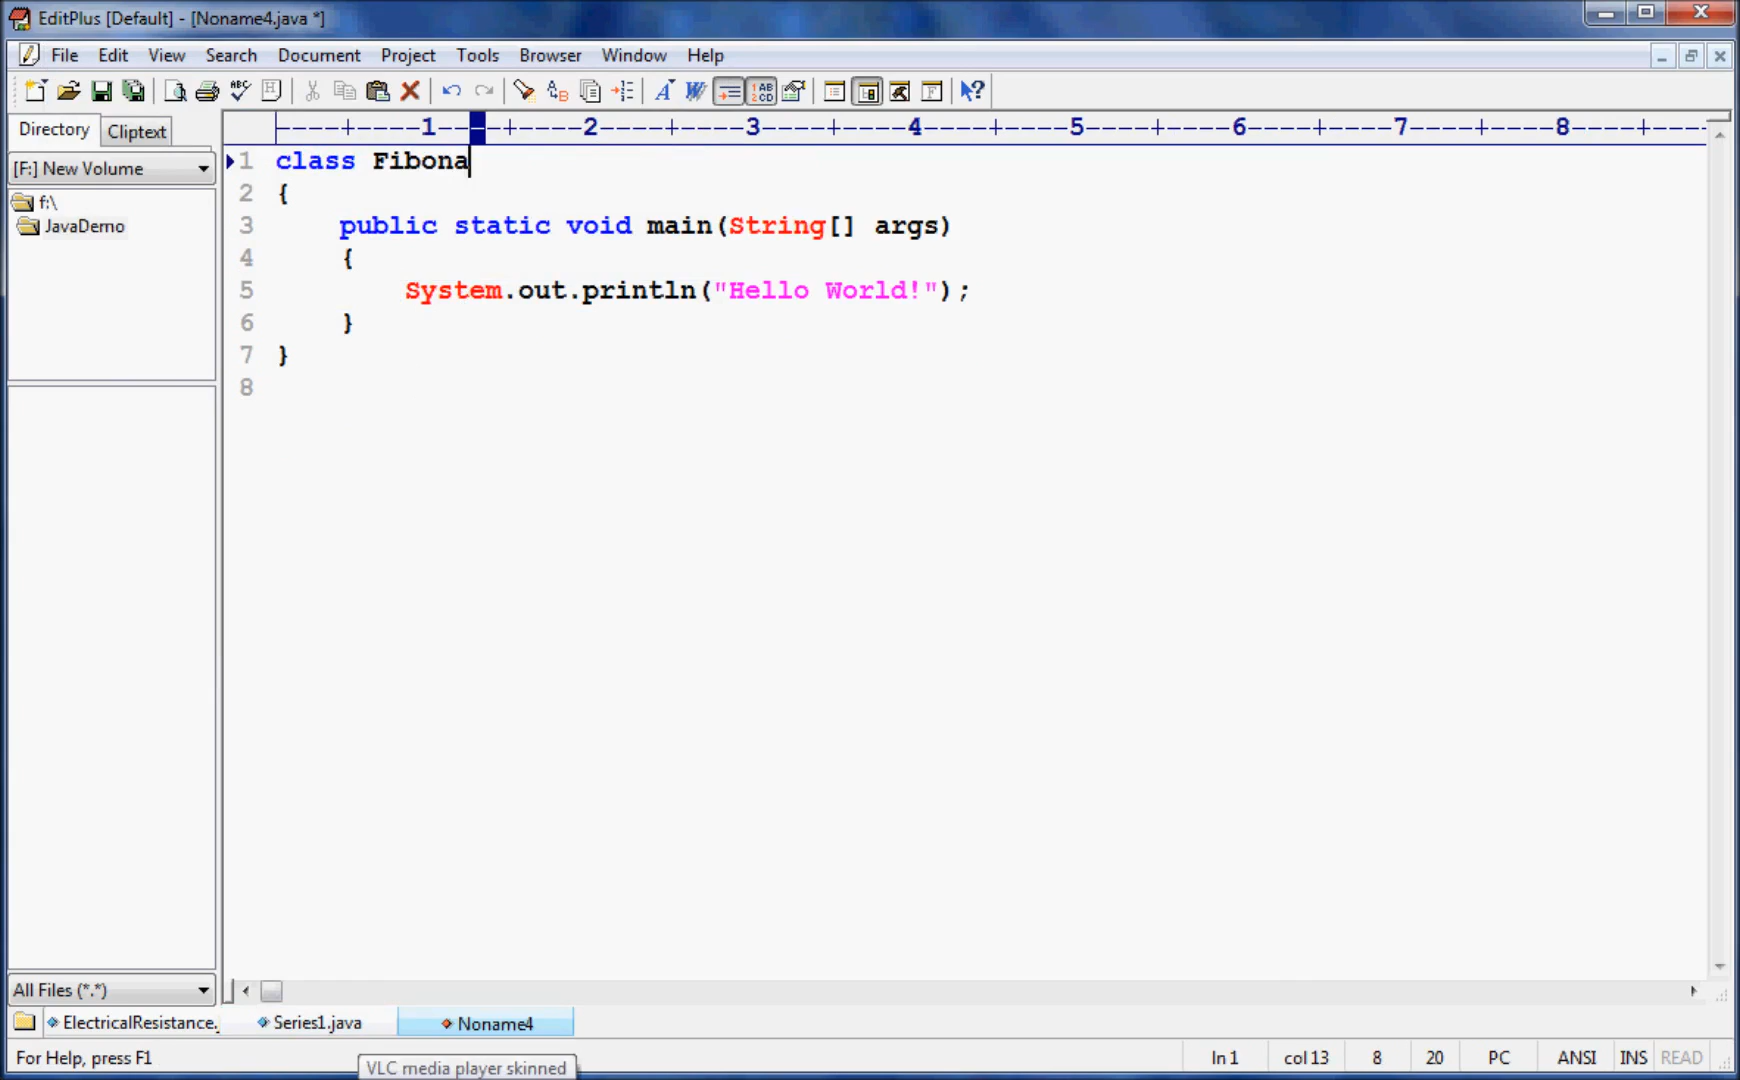 EditPlus [Default] - [Noname4.java *]
File Edit View Search Document Project Tools Browser Window Help
Directory Cliptext
----+----1----+----2----+----3----+----4----+----5----+----6----+----7----+----8----+----
[F:] New Volume
f:\
JavaDemo
1 class Fibona
2 {
3 public static void main(String[] args)
4 {
5 System.out.println("Hello World!");
6 }
7 }
8
All Files (*.*)
ElectricalResistance. Series1.java Noname4
For Help, press F1 ln 1 col 13 8 20 PC ANSI INS READ
VLC media player skinned